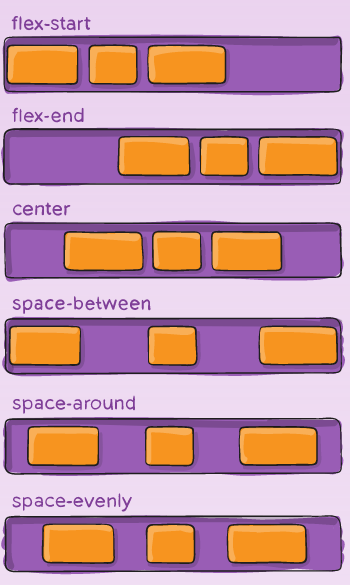 flex-start
flex-end
center
space-between
space-around
space-evenly